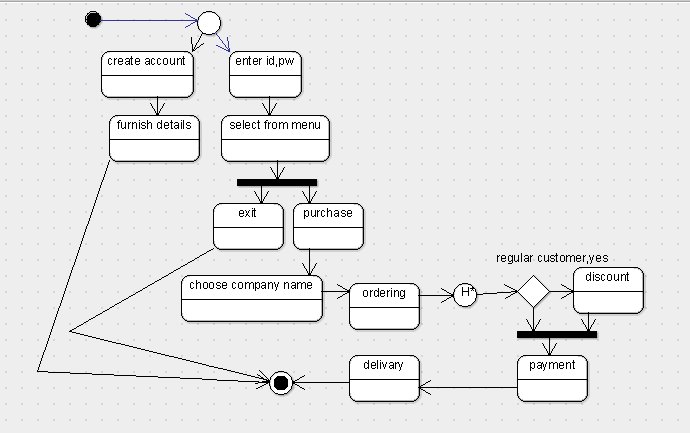 create account
enter id,pw
furnish details
select from menu
exit
purchase
regular customer,yes
choose company name
ordering
H*
discount
delivary
payment